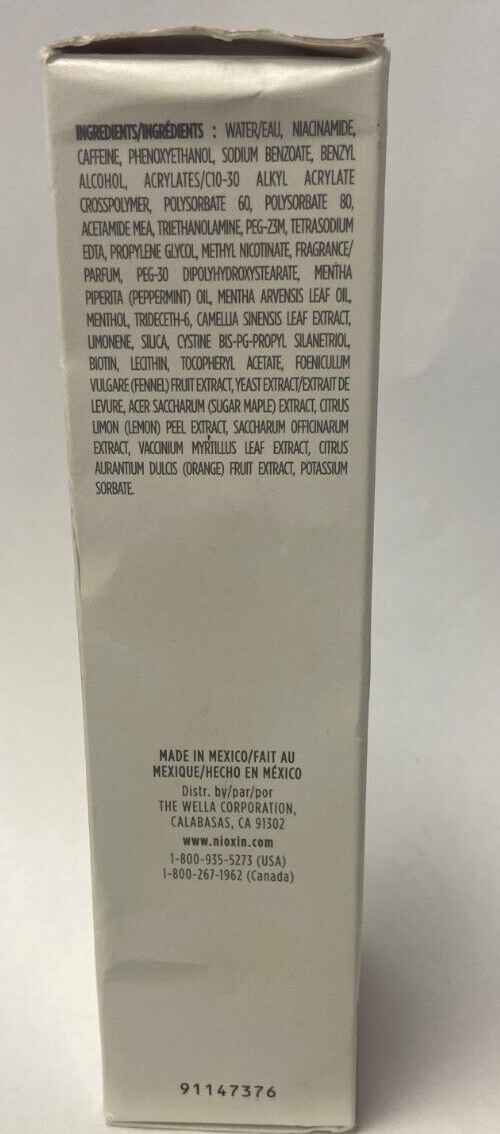 INGREDIENTS/INGRÉDIENTS : WATER/EAU, NIACINAMIDE,
CAFFEINE, PHENOXYETHANOL, SODIUM BENZOATE, BENZYL
ALCOHOL, ACRYLATES/C10-30 ALKYL ACRYLATE
CROSSPOLYMER, POLYSORBATE 60, POLYSORBATE 80,
ACETAMIDE MEA, TRIETHANOLAMINE, PEG-23M, TETRASODIUM
EDTA, PROPYLENE GLYCOL, METHYL NICOTINATE, FRAGRANCE/
PARFUM, PEG-30 DIPOLYHYDROXYSTEARATE, MENTHA
PIPERITA (PEPPERMINT) OIL, MENTHA ARVENSIS LEAF OIL,
MENTHOL, TRIDECETH-6, CAMELLIA SINENSIS LEAF EXTRACT,
LIMONENE, SILICA, CYSTINE BIS-PG-PROPYL SILANETRIOL,
BIOTIN, LECITHIN, TOCOPHERYL ACETATE, FOENICULUM
VULGARE (FENNEL) FRUIT EXTRACT, YEAST EXTRACT/EXTRAIT DE
LEVURE, ACER SACCHARUM (SUGAR MAPLE) EXTRACT, CITRUS
LIMON (LEMON) PEEL EXTRACT, SACCHARUM OFFICINARUM
EXTRACT, VACCINIUM MYRTILLUS LEAF EXTRACT, CITRUS
AURANTIUM DULCIS (ORANGE) FRUIT EXTRACT, POTASSIUM
SORBATE.
MADE IN MEXICO/FAIT AU
MEXIQUE/HECHO EN MÉXICO
Distr. by/par/por
THE WELLA CORPORATION,
CALABASAS, CA 91302
www.nioxin.com
1-800-935-5273 (USA)
1-800-267-1962 (Canada)
91147376